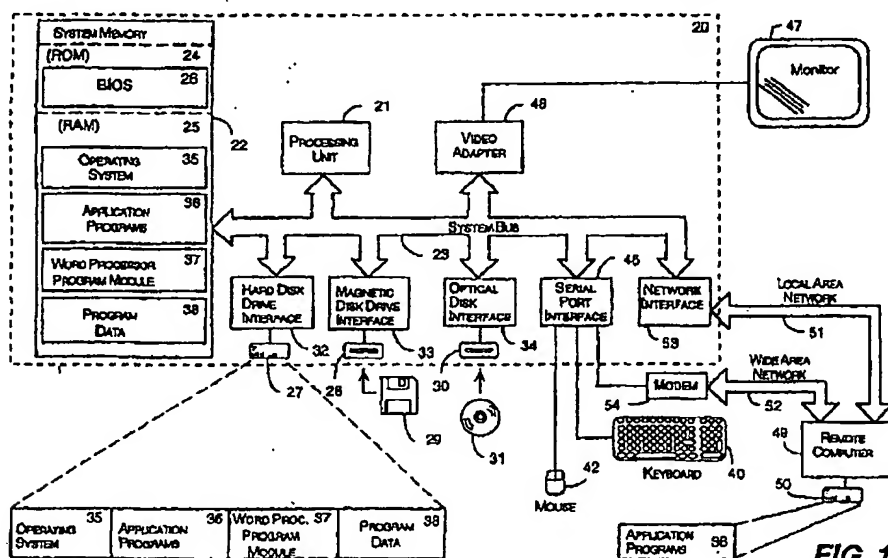 SYSTEM MEMORY
(ROM) 24
BIOS 26
(RAM) 25
22
OPERATING 35
SYSTEM
APPLICATION 36
PROGRAMS
WORD PROCESSOR 37
PROGRAM MODULE
PROGRAM 38
DATA
20
21
PROCESSING
UNIT
48
VIDEO
ADAPTER
47
Monitor
SYSTEM BUS
23
HARD DISK
DRIVE
INTERFACE
32
MAGNETIC
DISK DRIVE
INTERFACE
33
OPTICAL
DISK
INTERFACE
34
46
SERIAL
PORT
INTERFACE
NETWORK
INTERFACE
53
LOCAL AREA
NETWORK
51
27
28
29
30
31
WIDE AREA
NETWORK
52
MODEM
54
42
MOUSE
KEYBOARD
40
49
REMOTE
COMPUTER
50
OPERATING 35
SYSTEM
APPLICATION 36
PROGRAMS
WORD PROC. 37
PROGRAM
MODULE
PROGRAM 38
DATA
APPLICATION 36
PROGRAMS
FIG. 1